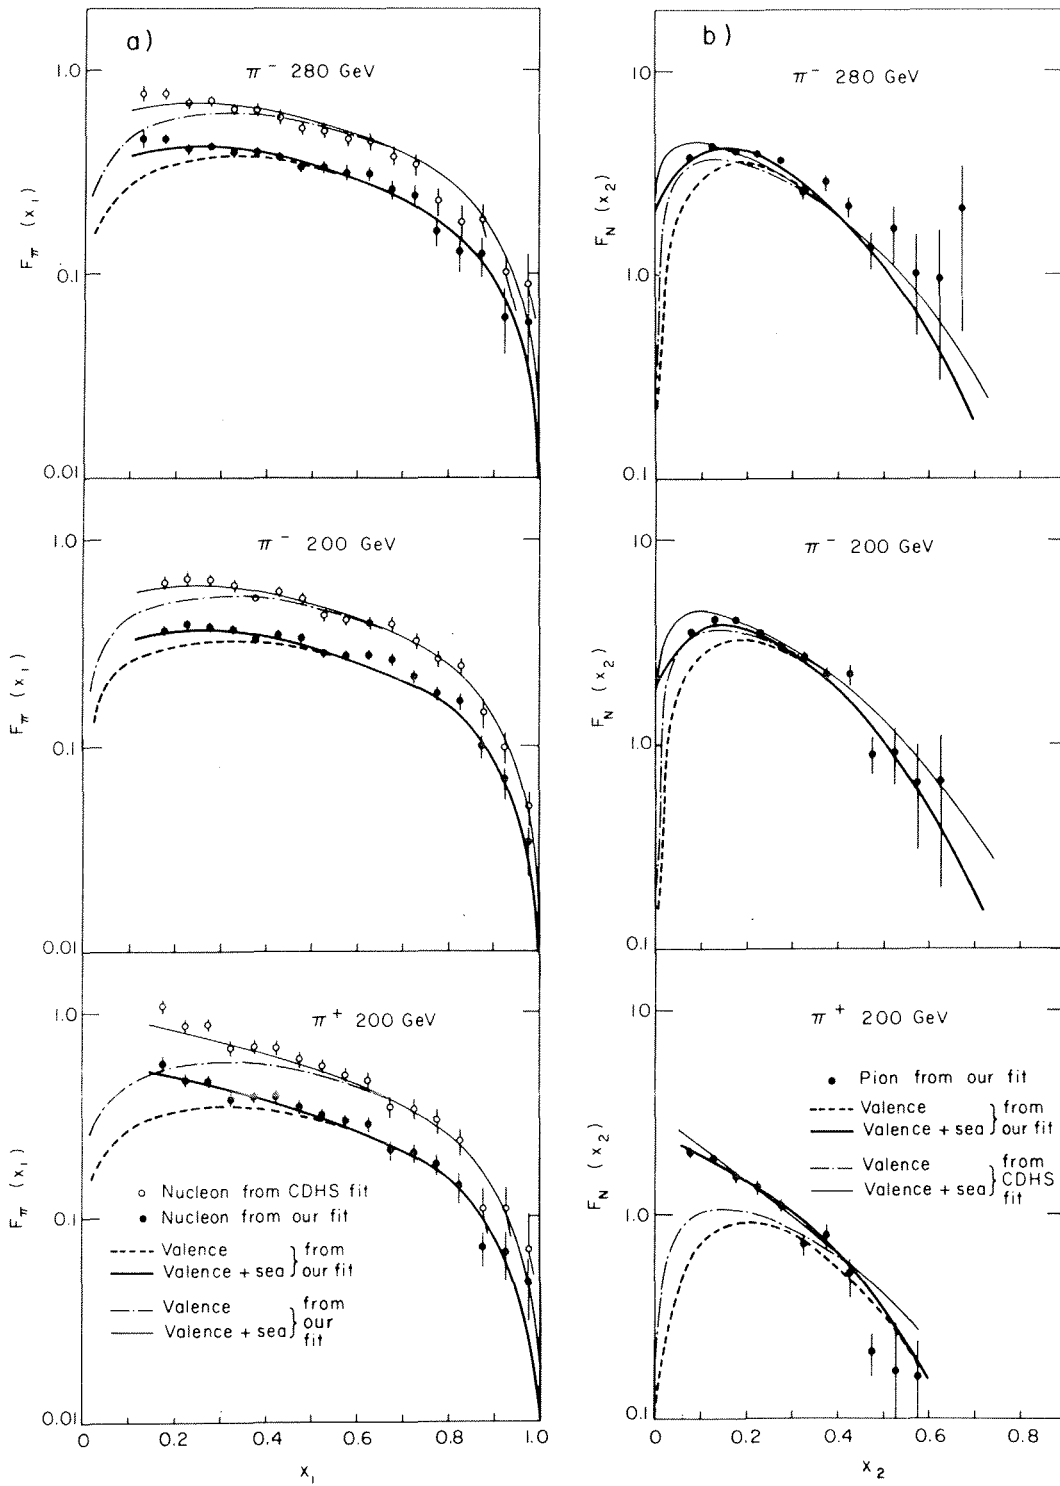 a)
π⁻ 280 GeV
1.0
0.1
0.01
F_π (x₁)
π⁻ 200 GeV
1.0
0.1
0.01
F_π (x₁)
π⁺ 200 GeV
1.0
0.1
0.01
F_π (x₁)
Nucleon from CDHS fit
Nucleon from our fit
Valence
Valence + sea } from our fit
Valence
Valence + sea } from our fit
0 0.2 0.4 0.6 0.8 1.0
x₁
b)
π⁻ 280 GeV
10
1.0
0.1
F_N (x₂)
π⁻ 200 GeV
10
1.0
0.1
F_N (x₂)
π⁺ 200 GeV
10
1.0
0.1
F_N (x₂)
Pion from our fit
Valence
Valence + sea } from our fit
Valence
Valence + sea } from CDHS fit
0 0.2 0.4 0.6 0.8
x₂